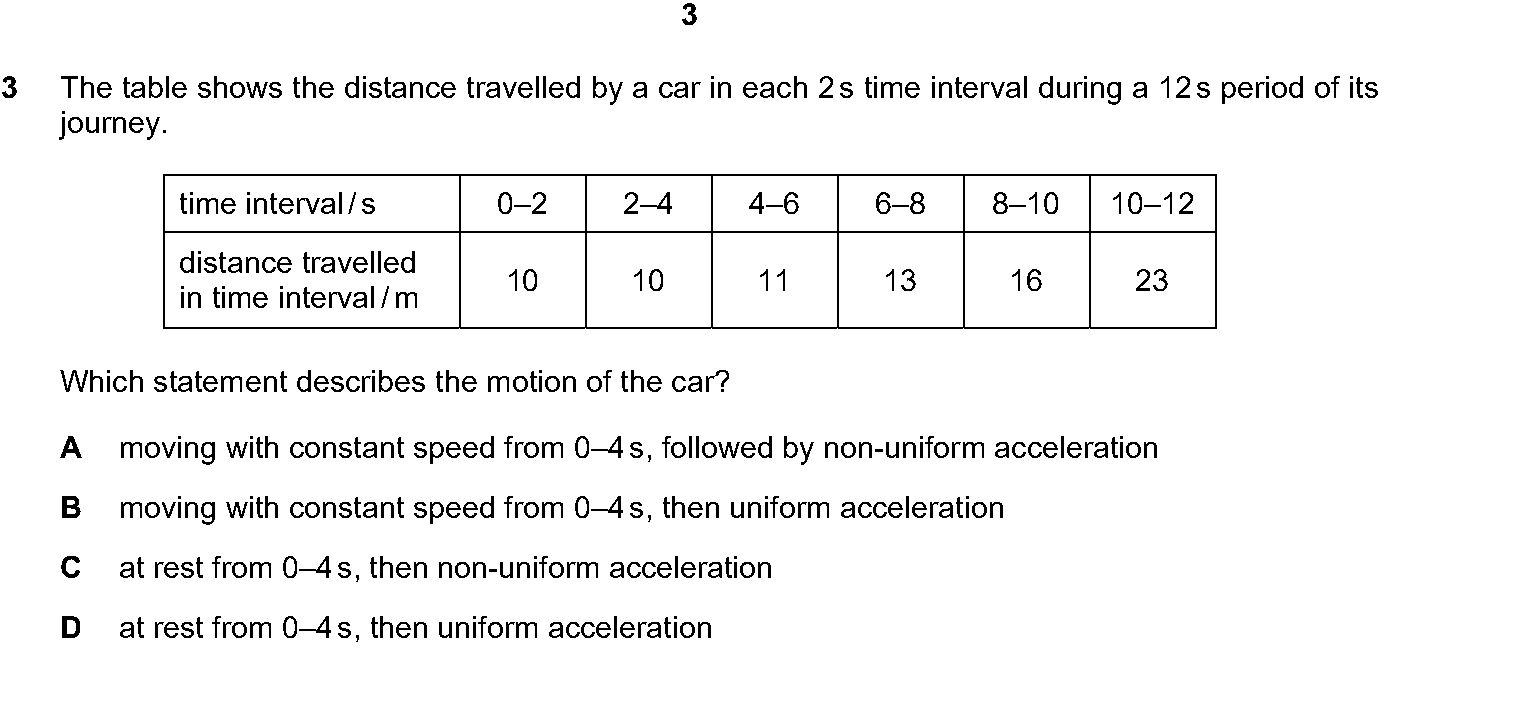 3
3 The table shows the distance travelled by a car in each 2 s time interval during a 12 s period of its
journey.
time interval / s 0–2 2–4 4–6 6–8 8–10 10–12
distance travelled
in time interval / m 10 10 11 13 16 23
Which statement describes the motion of the car?
A moving with constant speed from 0–4 s, followed by non-uniform acceleration
B moving with constant speed from 0–4 s, then uniform acceleration
C at rest from 0–4 s, then non-uniform acceleration
D at rest from 0–4 s, then uniform acceleration